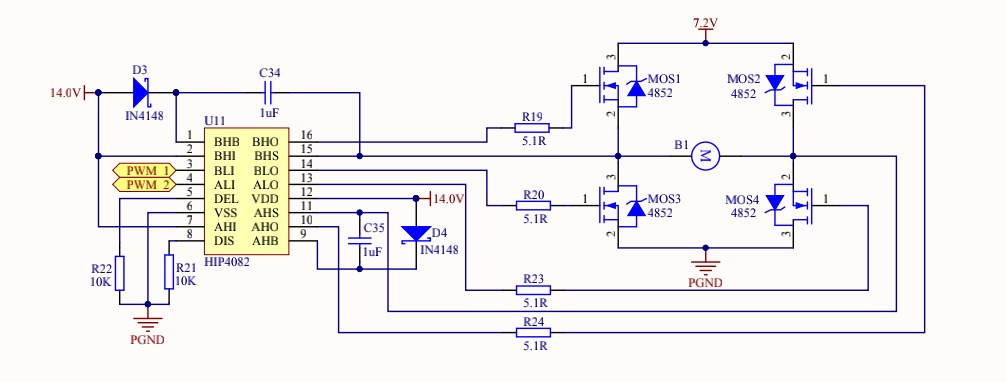 7.2V
D3
14.0V
IN4148
C34
1uF
3
1
MOS1
4852
2
2
MOS2
4852
1
3
R19
5.1R
U11
1 BHB BHO 16
2 BHI BHS 15
PWM_1 3 BLI BLO 14
PWM_2 4 ALI ALO 13
5 DEL VDD 12 14.0V
6 VSS AHS 11
7 AHI AHO 10
8 DIS AHB 9
HIP4082
B1
M
3
1
MOS3
4852
2
2
MOS4
4852
1
3
R20
5.1R
C35
1uF
D4
IN4148
R22
10K
R21
10K
PGND
PGND
R23
5.1R
R24
5.1R